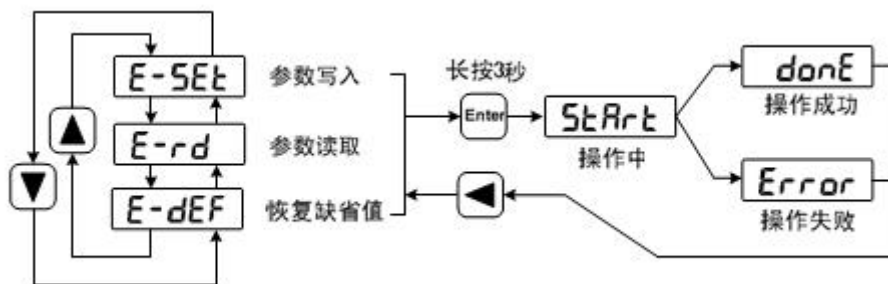 E-SEt
参数写入
E-rd
参数读取
E-dEF
恢复缺省值
长按3秒
Enter
StArt
操作中
donE
操作成功
Error
操作失败